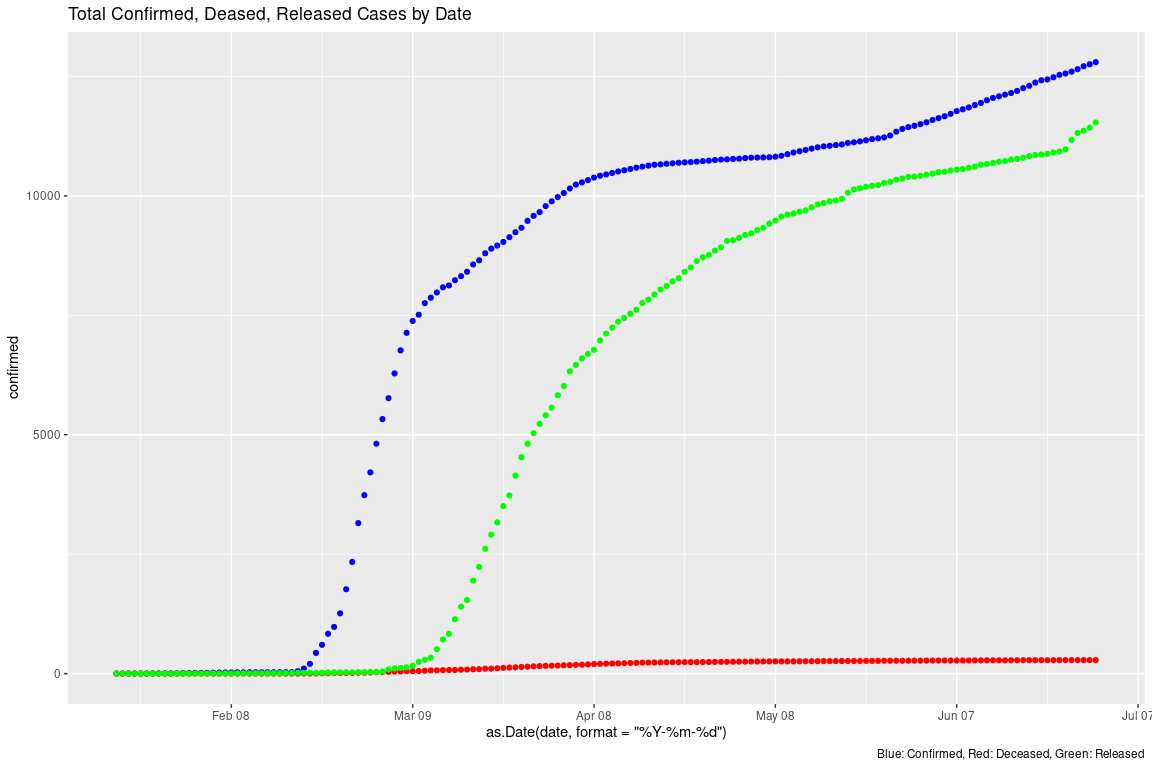 Total Confirmed, Deased, Released Cases by Date
confirmed
10000
5000
0
Feb 08
Mar 09
Apr 08
May 08
Jun 07
Jul 07
as.Date(date, format = "%Y-%m-%d")
Blue: Confirmed, Red: Deceased, Green: Released